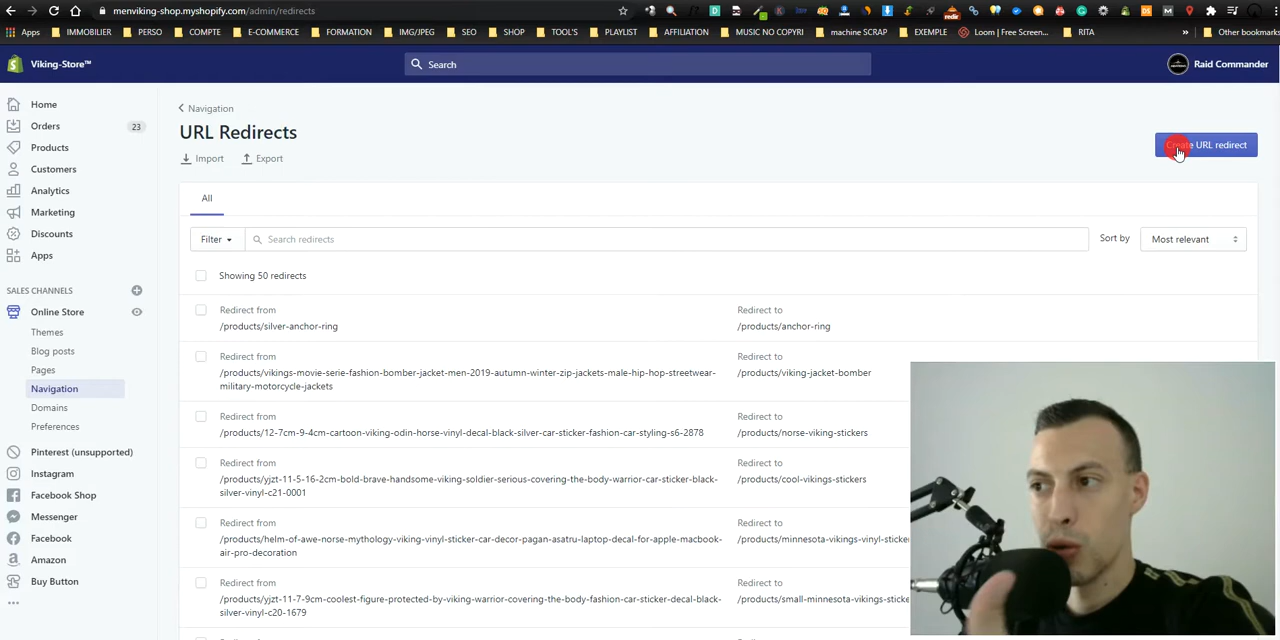 menviking-shop.myshopify.com/admin/redirects
Apps IMMOBILIER PERSO COMPTE E-COMMERCE FORMATION IMG/JPEG SEO SHOP TOOL'S PLAYLIST AFFILIATION MUSIC NO COPYRI machine SCRAP EXEMPLE Loom | Free Screen... RITA » Other bookmarks
Viking-Store™ Search Raid Commander
Home
Orders 23
Products
Customers
Analytics
Marketing
Discounts
Apps
SALES CHANNELS
Online Store
Themes
Blog posts
Pages
Navigation
Domains
Preferences
Pinterest (unsupported)
Instagram
Facebook Shop
Messenger
Facebook
Amazon
Buy Button
Navigation
URL Redirects
Import Export
Create URL redirect
All
Filter Search redirects Sort by Most relevant
Showing 50 redirects
Redirect from Redirect to
/products/silver-anchor-ring /products/anchor-ring
Redirect from Redirect to
/products/vikings-movie-serie-fashion-bomber-jacket-men-2019-autumn-winter-zip-jackets-male-hip-hop-streetwear- /products/viking-jacket-bomber
military-motorcycle-jackets
Redirect from Redirect to
/products/12-7cm-9-4cm-cartoon-viking-odin-horse-vinyl-decal-black-silver-car-sticker-fashion-car-styling-s6-2878 /products/norse-viking-stickers
Redirect from Redirect to
/products/yjzt-11-5-16-2cm-bold-brave-handsome-viking-soldier-serious-covering-the-body-warrior-car-sticker-black- /products/cool-vikings-stickers
silver-vinyl-c21-0001
Redirect from Redirect to
/products/helm-of-awe-norse-mythology-viking-vinyl-sticker-car-decor-pagan-asatru-laptop-decal-for-apple-macbook- /products/minnesota-vikings-vinyl-sticke
air-pro-decoration
Redirect from Redirect to
/products/yjzt-11-7-9cm-coolest-figure-protected-by-viking-warrior-covering-the-body-fashion-car-sticker-decal-black- /products/small-minnesota-vikings-sticke
silver-vinyl-c20-1679